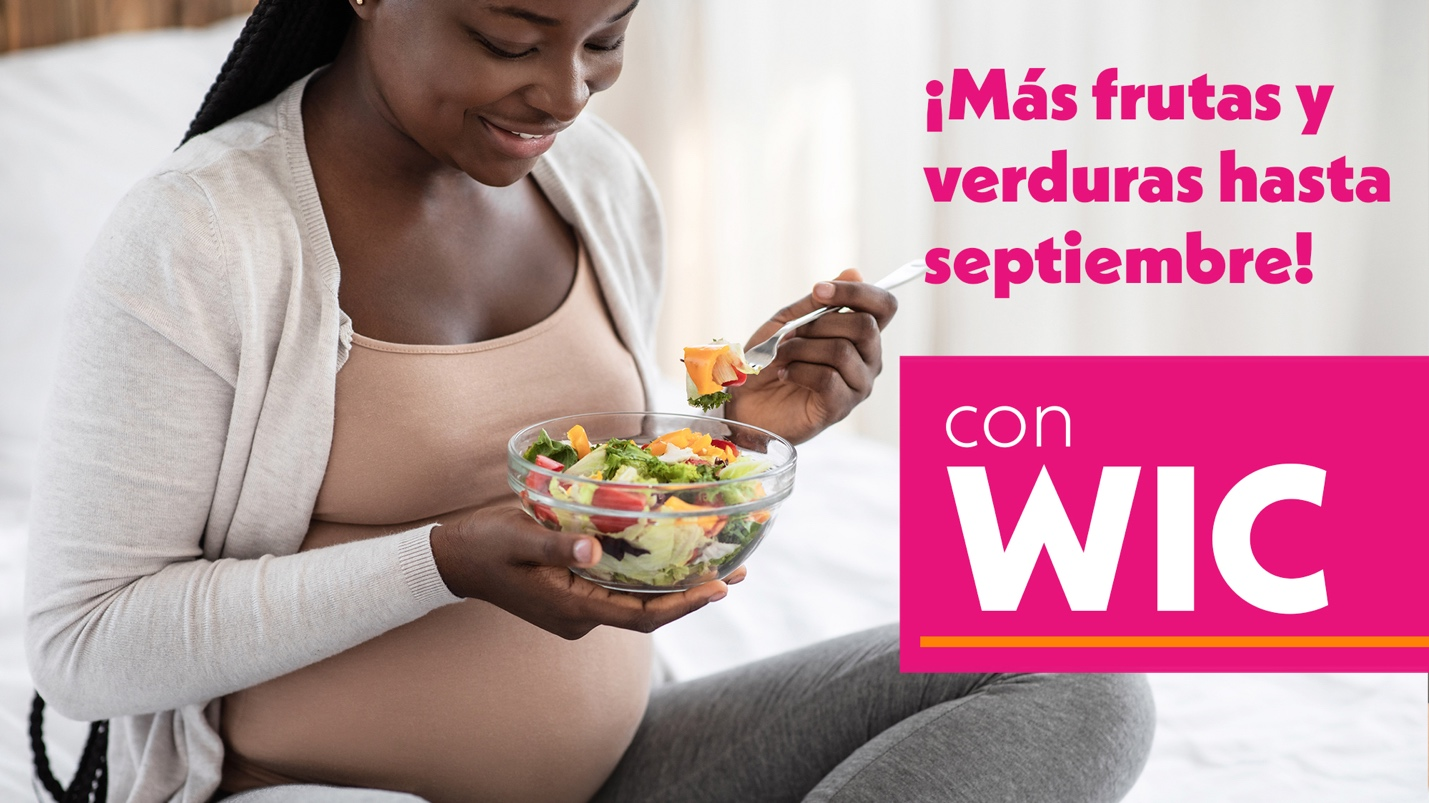 ¡Más frutas y
verduras hasta
septiembre!
con
WIC